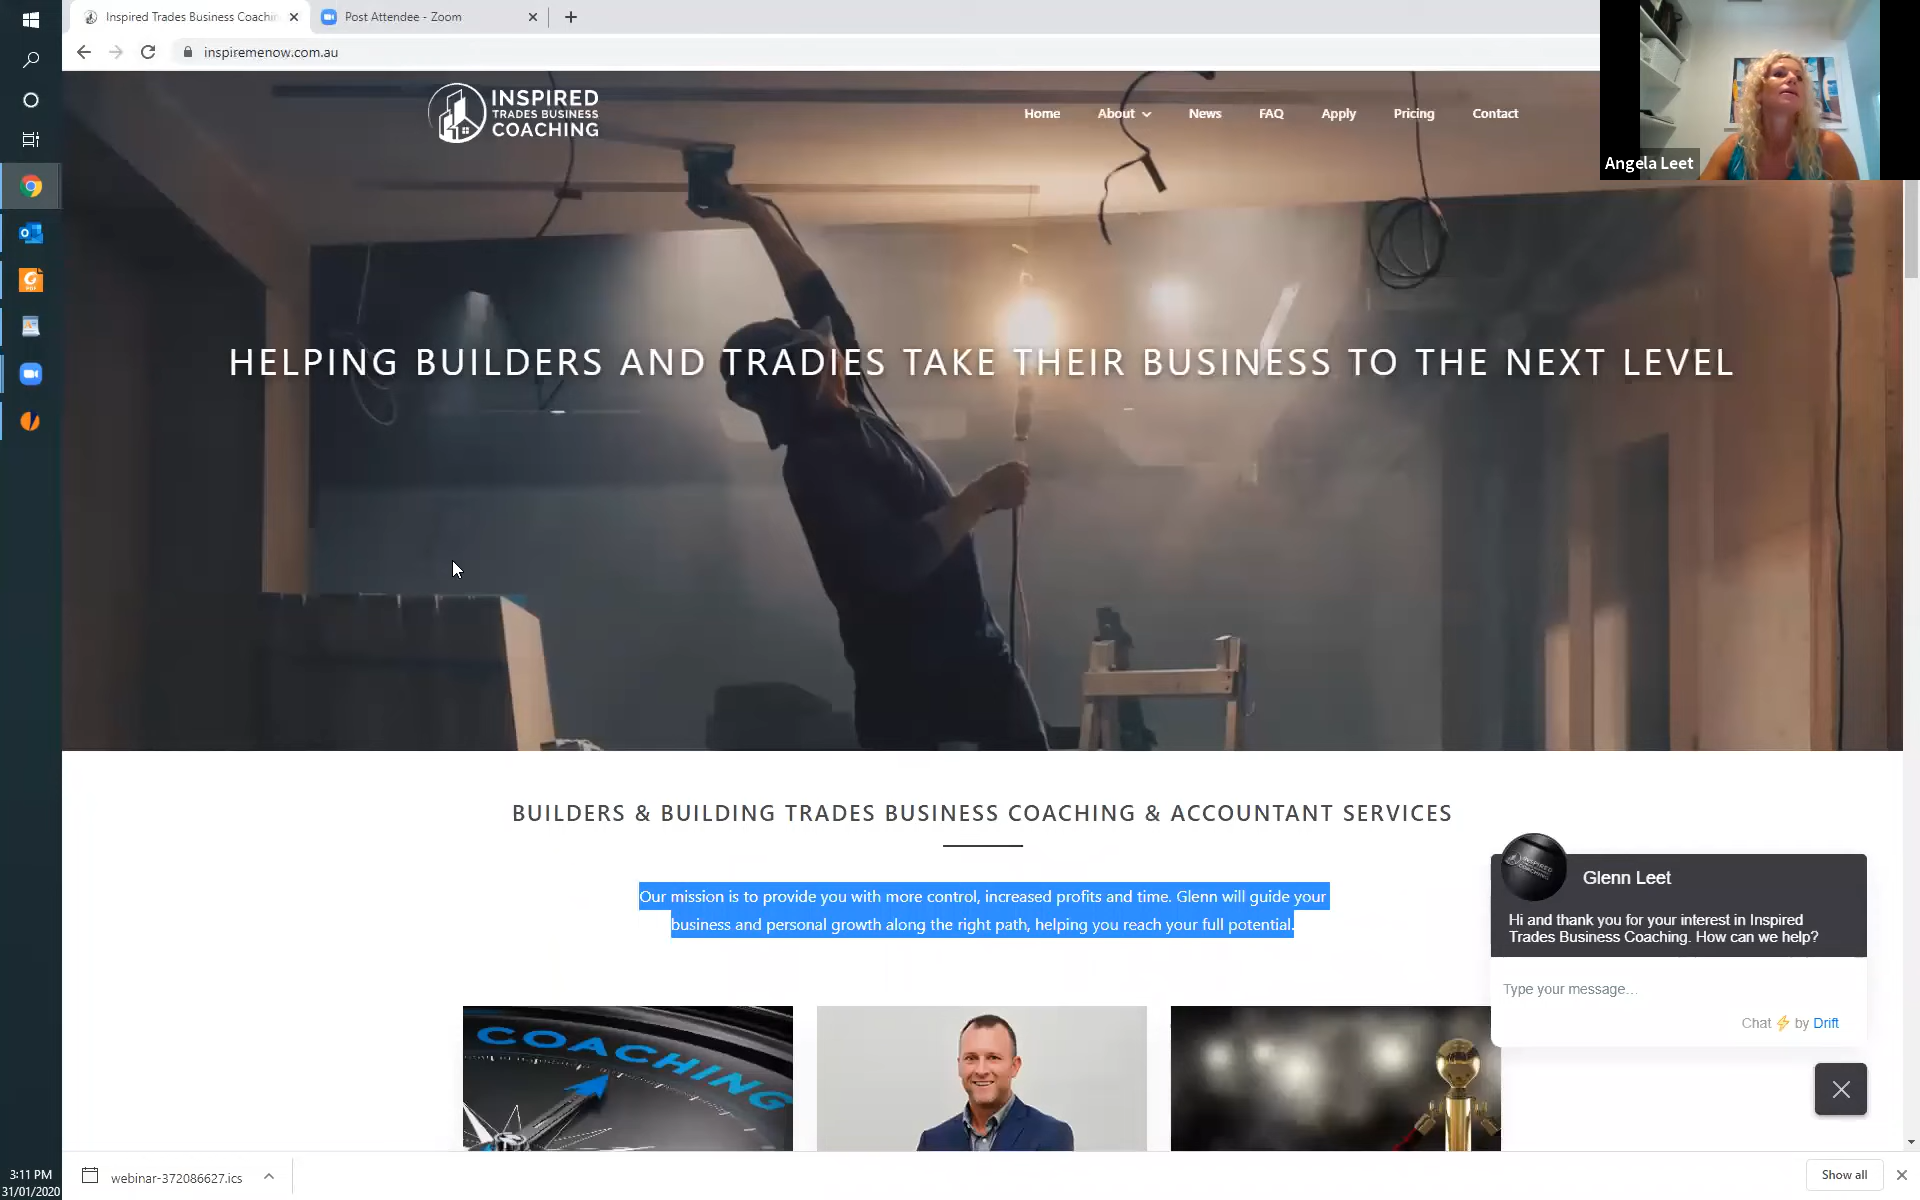 Inspired Trades Business Coachin
Post Attendee - Zoom
inspiremenow.com.au
INSPIRED
TRADES BUSINESS
COACHING
Home
About
News
FAQ
Apply
Pricing
Contact
Angela Leet
HELPING BUILDERS AND TRADIES TAKE THEIR BUSINESS TO THE NEXT LEVEL
BUILDERS & BUILDING TRADES BUSINESS COACHING & ACCOUNTANT SERVICES
Our mission is to provide you with more control, increased profits and time. Glenn will guide your
business and personal growth along the right path, helping you reach your full potential.
COACHING
INSPIRED
COACHING
Glenn Leet
Hi and thank you for your interest in Inspired
Trades Business Coaching. How can we help?
Type your message...
Chat ⚡ by Drift
3:11 PM
31/01/2020
webinar-372086627.ics
Show all